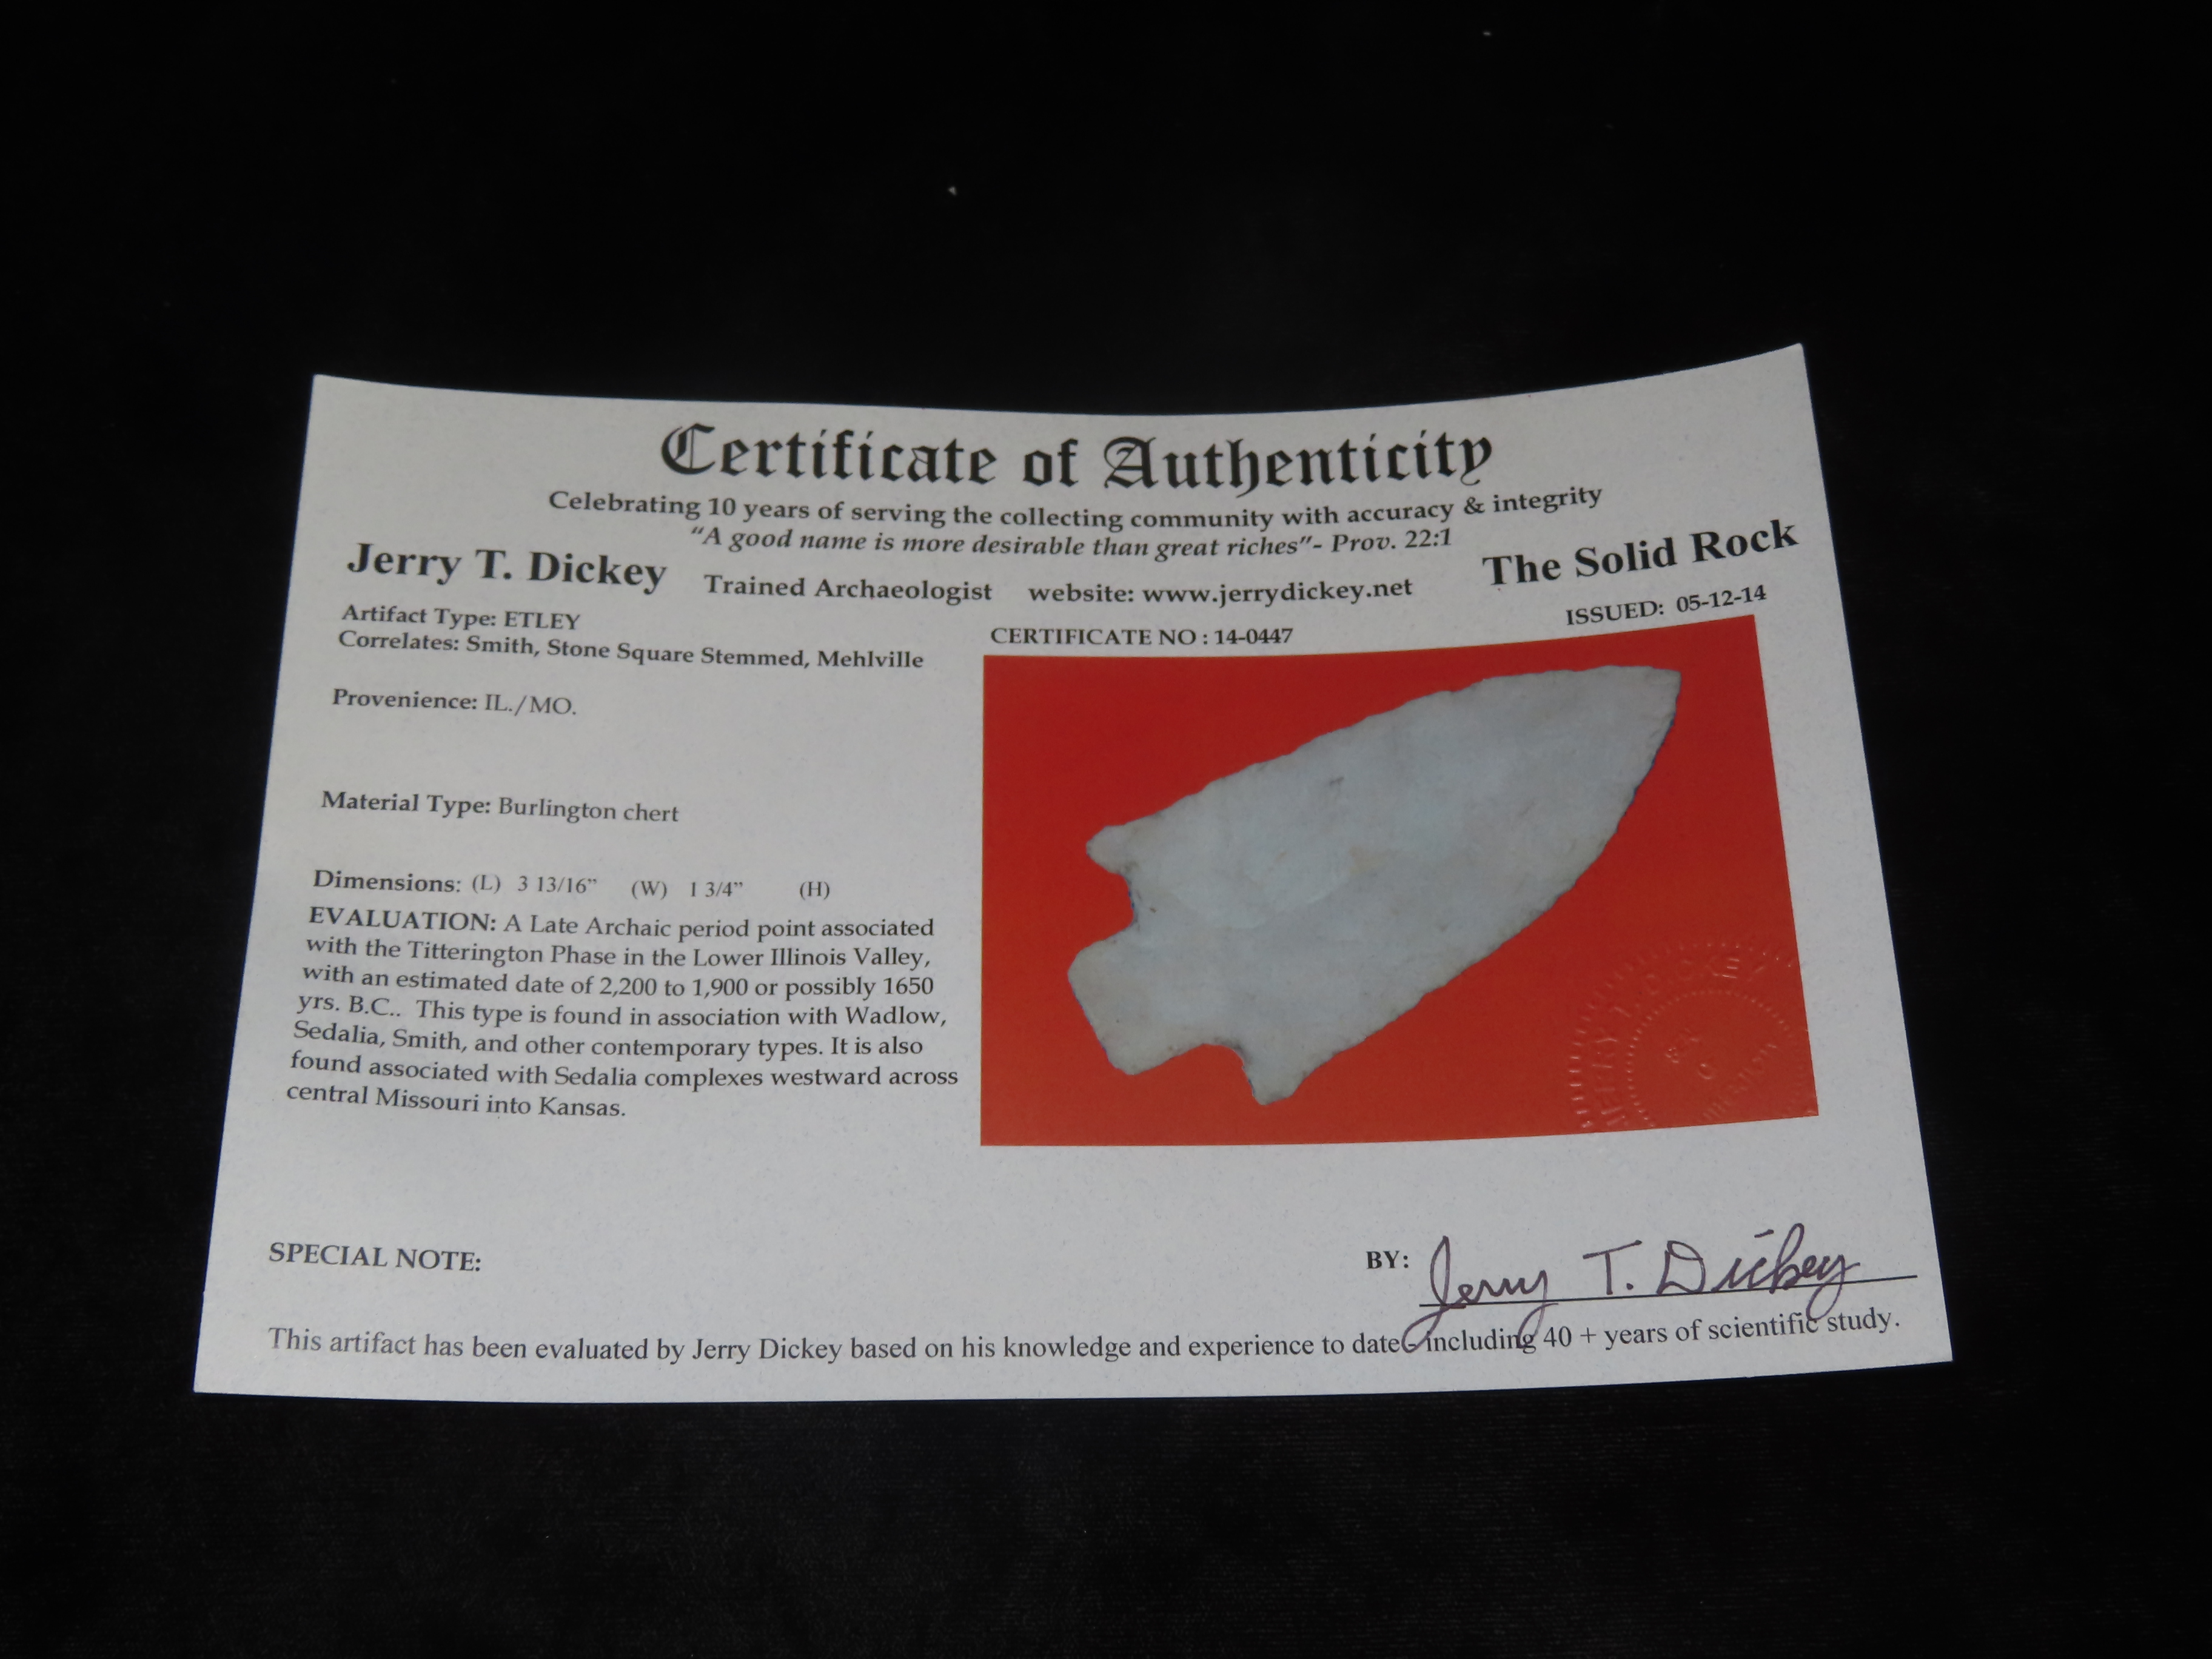 Certificate of Authenticity
Celebrating 10 years of serving the collecting community with accuracy & integrity
"A good name is more desirable than great riches"- Prov. 22:1
Jerry T. Dickey Trained Archaeologist website: www.jerrydickey.net The Solid Rock
ISSUED: 05-12-14
Artifact Type: ETLEY
CERTIFICATE NO : 14-0447
Correlates: Smith, Stone Square Stemmed, Mehlville
Provenience: IL./MO.
Material Type: Burlington chert
Dimensions: (L) 3 13/16" (W) 1 3/4" (H)
EVALUATION: A Late Archaic period point associated
with the Titterington Phase in the Lower Illinois Valley,
with an estimated date of 2,200 to 1,900 or possibly 1650
yrs. B.C.. This type is found in association with Wadlow,
Sedalia, Smith, and other contemporary types. It is also
found associated with Sedalia complexes westward across
central Missouri into Kansas.
JERRY T. DICKEY
SPECIAL NOTE:
BY: Jerry T. Dickey
This artifact has been evaluated by Jerry Dickey based on his knowledge and experience to date - including 40 + years of scientific study.